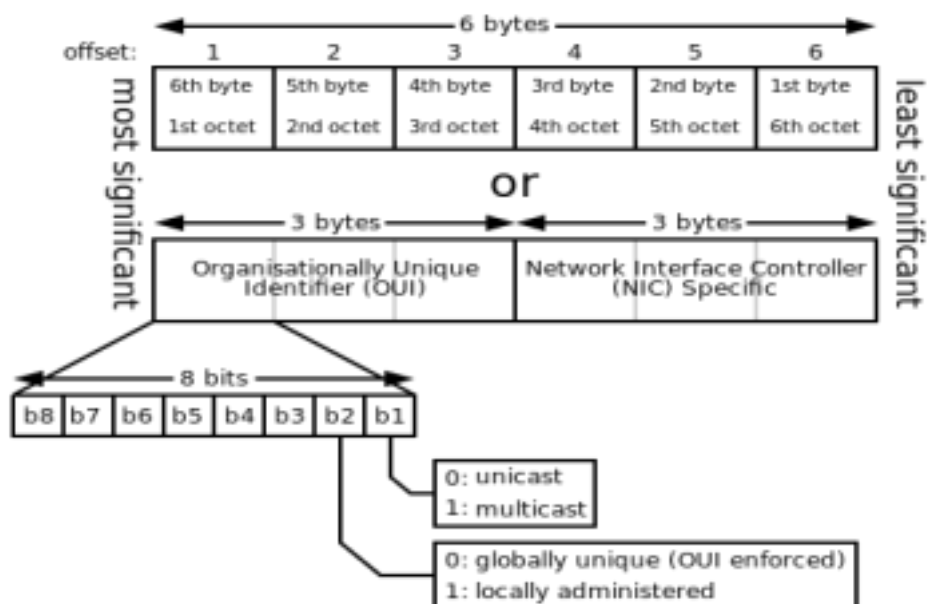 6 bytes
offset: 1 2 3 4 5 6
6th byte 5th byte 4th byte 3rd byte 2nd byte 1st byte
1st octet 2nd octet 3rd octet 4th octet 5th octet 6th octet
most significant
least significant
or
3 bytes 3 bytes
Organisationally Unique
Identifier (OUI)
Network Interface Controller
(NIC) Specific
8 bits
b8 b7 b6 b5 b4 b3 b2 b1
0: unicast
1: multicast
0: globally unique (OUI enforced)
1: locally administered